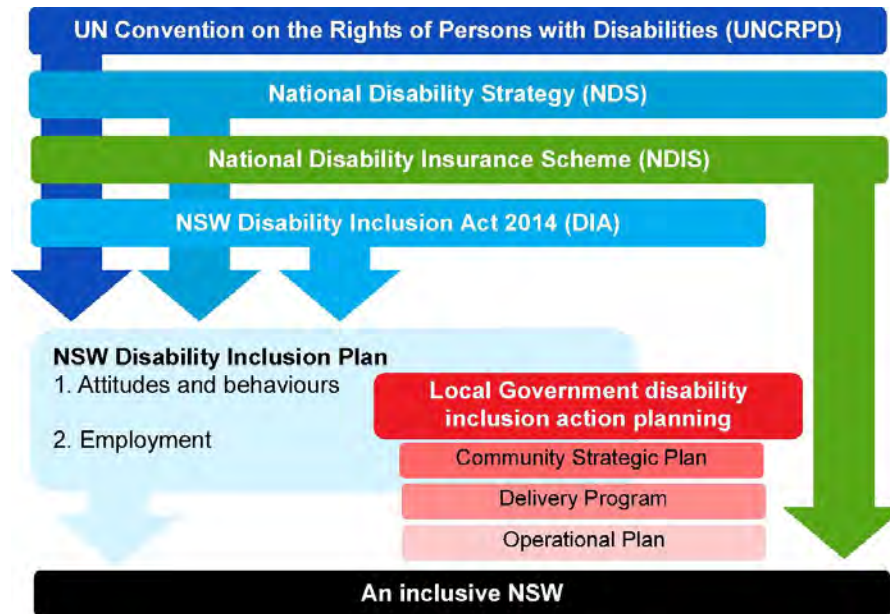 UN Convention on the Rights of Persons with Disabilities (UNCRPD)
National Disability Strategy (NDS)
National Disability Insurance Scheme (NDIS)
NSW Disability Inclusion Act 2014 (DIA)
NSW Disability Inclusion Plan
1. Attitudes and behaviours
2. Employment
Local Government disability
inclusion action planning
Community Strategic Plan
Delivery Program
Operational Plan
An inclusive NSW